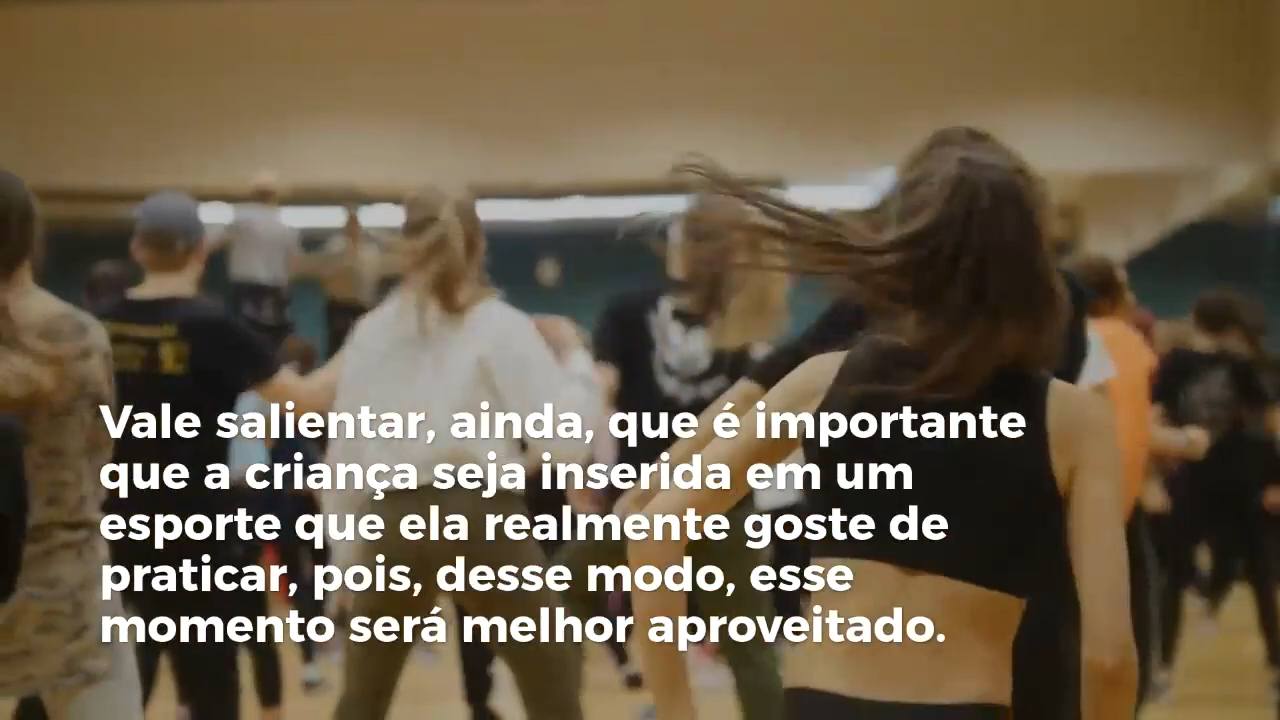 Vale salientar, ainda, que é importante
que a criança seja inserida em um
esporte que ela realmente goste de
praticar, pois, desse modo, esse
momento será melhor aproveitado.